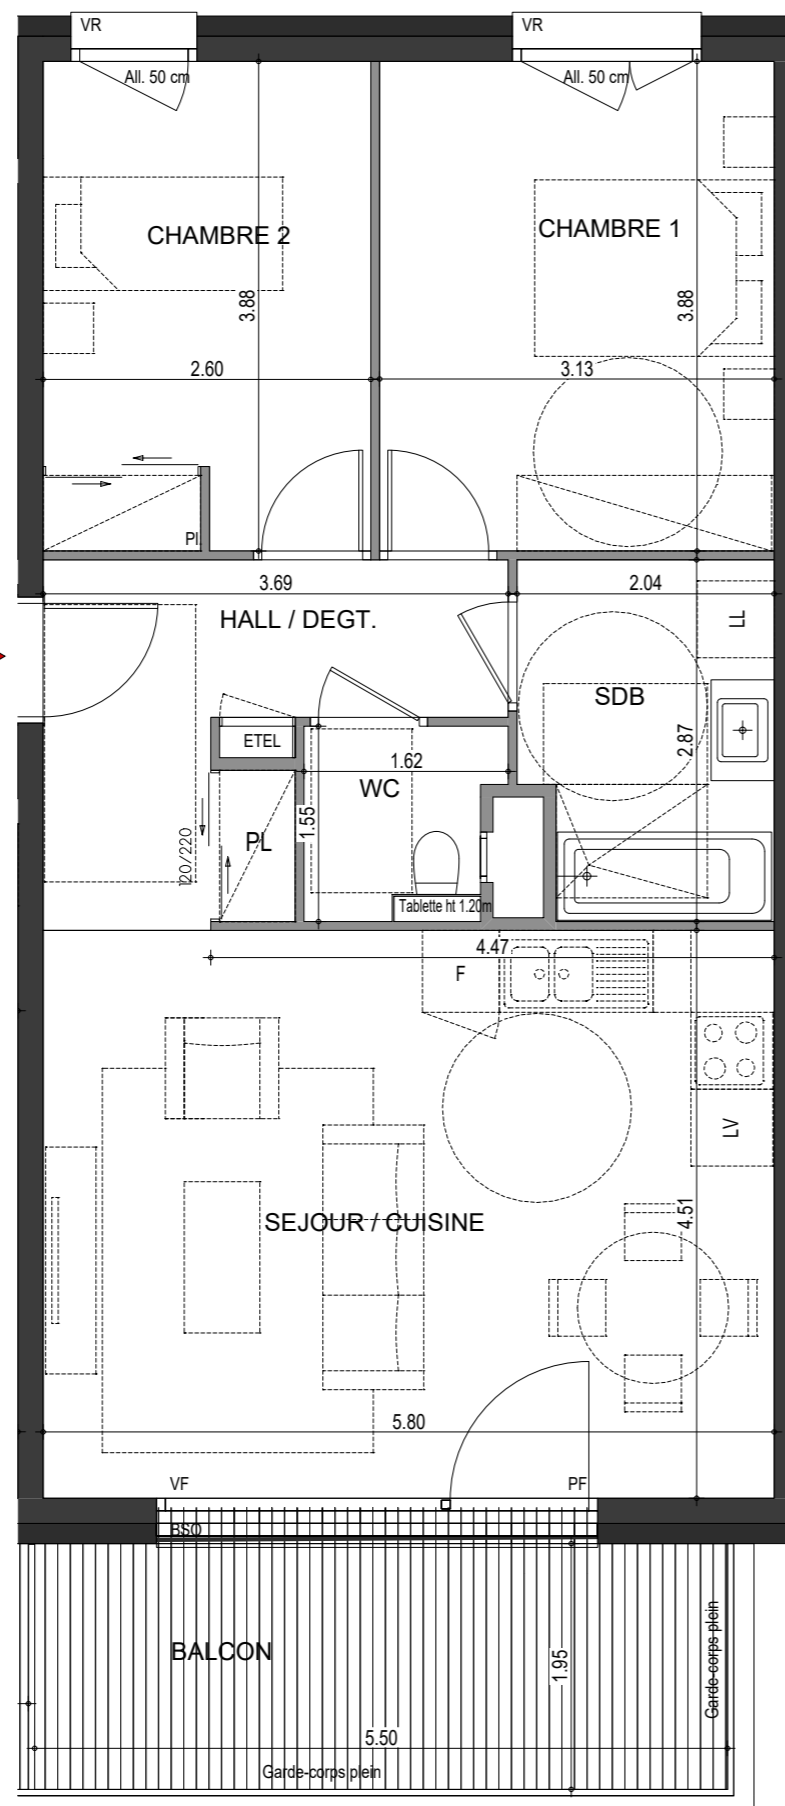 VR
VR
All. 50 cm
All. 50 cm
CHAMBRE 2
CHAMBRE 1
3.88
3.88
2.60
3.13
Pl.
3.69
2.04
HALL / DEGT.
LL
SDB
ETEL
2.87
1.62
WC
1.55
PL
120/220
Tablette ht 1.20m
4.47
F
LV
SEJOUR / CUISINE
4.51
5.80
VF
PF
BSO
BALCON
1.95
Garde-corps plein
5.50
Garde-corps plein